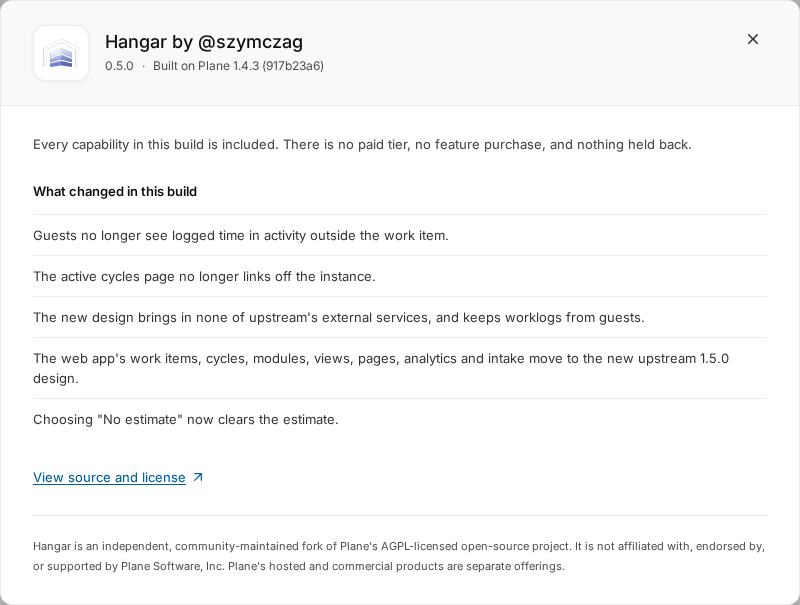 Hangar by @szymczag
0.5.0 · Built on Plane 1.4.3 (917b23a6)
Every capability in this build is included. There is no paid tier, no feature purchase, and nothing held back.
What changed in this build
Guests no longer see logged time in activity outside the work item.
The active cycles page no longer links off the instance.
The new design brings in none of upstream's external services, and keeps worklogs from guests.
The web app's work items, cycles, modules, views, pages, analytics and intake move to the new upstream 1.5.0
design.
Choosing "No estimate" now clears the estimate.
View source and license
Hangar is an independent, community-maintained fork of Plane's AGPL-licensed open-source project. It is not affiliated with, endorsed by,
or supported by Plane Software, Inc. Plane's hosted and commercial products are separate offerings.